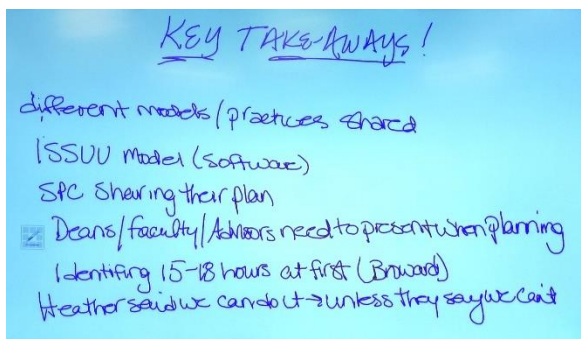 KEY TAKE-AWAYS!
different models/practices shared
ISSUU Model (Software)
SPC Sharing their plan
Deans/faculty/Advisors need to present when planning
Identifing 15-18 hours at first (Broward)
Heather said we can do it → unless they say we can't